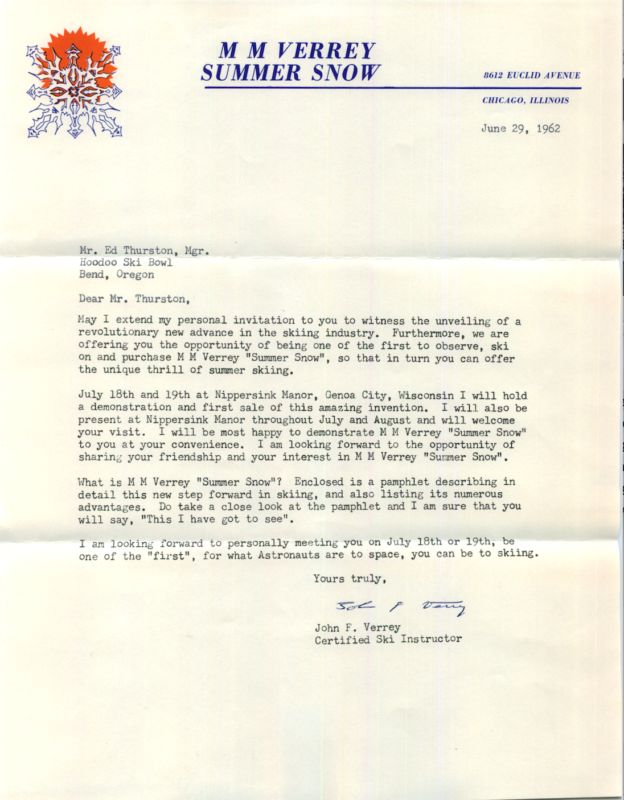 M M VERREY
SUMMER SNOW
8612 EUCLID AVENUE
CHICAGO, ILLINOIS
June 29, 1962
Mr. Ed Thurston, Mgr.
Hoodoo Ski Bowl
Bend, Oregon
Dear Mr. Thurston,
May I extend my personal invitation to you to witness the unveiling of a
revolutionary new advance in the skiing industry. Furthermore, we are
offering you the opportunity of being one of the first to observe, ski
on and purchase M M Verrey "Summer Snow", so that in turn you can offer
the unique thrill of summer skiing.
July 18th and 19th at Nippersink Manor, Genoa City, Wisconsin I will hold
a demonstration and first sale of this amazing invention. I will also be
present at Nippersink Manor throughout July and August and will welcome
your visit. I will be most happy to demonstrate M M Verrey "Summer Snow"
to you at your convenience. I am looking forward to the opportunity of
sharing your friendship and your interest in M M Verrey "Summer Snow".
What is M M Verrey "Summer Snow"? Enclosed is a pamphlet describing in
detail this new step forward in skiing, and also listing its numerous
advantages. Do take a close look at the pamphlet and I am sure that you
will say, "This I have got to see".
I am looking forward to personally meeting you on July 18th or 19th, be
one of the "first", for what Astronauts are to space, you can be to skiing.
Yours truly,
John F Verrey
John F. Verrey
Certified Ski Instructor